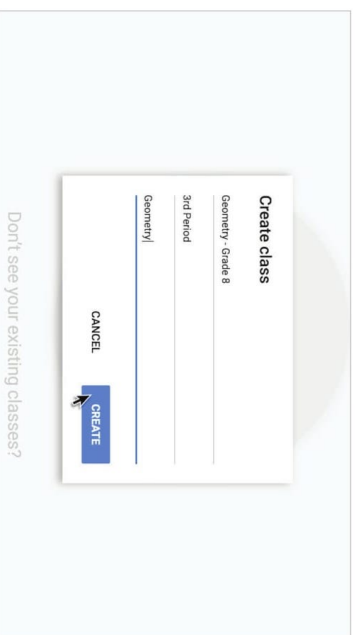 Create class
Geometry - Grade 8
3rd Period
Geometry
CANCEL
CREATE
Don't see your existing classes?